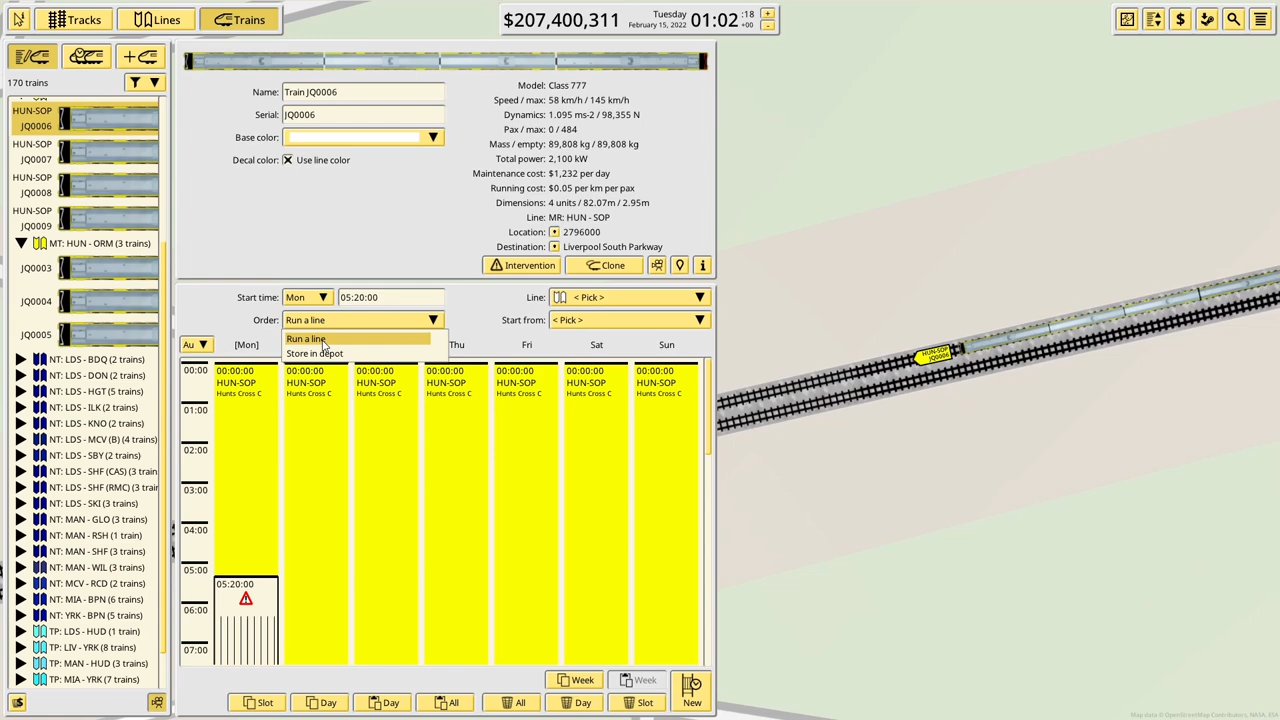 Tracks
Lines
Trains
$207,400,311
Tuesday
February 15, 2022
01:02
:18
+00
+
-
$
170 trains
HUN-SOP
JQ0006
HUN-SOP
JQ0007
HUN-SOP
JQ0008
HUN-SOP
JQ0009
MT: HUN - ORM (3 trains)
JQ0003
JQ0004
JQ0005
NT: LDS - BDQ (2 trains)
NT: LDS - DON (2 trains)
NT: LDS - HGT (5 trains)
NT: LDS - ILK (2 trains)
NT: LDS - KNO (2 trains)
NT: LDS - MCV (B) (4 trains)
NT: LDS - SBY (2 trains)
NT: LDS - SHF (CAS) (3 train
NT: LDS - SHF (RMC) (3 train
NT: LDS - SKI (3 trains)
NT: MAN - GLO (3 trains)
NT: MAN - RSH (1 train)
NT: MAN - SHF (3 trains)
NT: MAN - WIL (3 trains)
NT: MCV - RCD (2 trains)
NT: MIA - BPN (6 trains)
NT: YRK - BPN (5 trains)
TP: LDS - HUD (1 train)
TP: LIV - YRK (8 trains)
TP: MAN - HUD (3 trains)
TP: MIA - YRK (7 trains)
Name: Train JQ0006
Serial: JQ0006
Base color:
Decal color: Use line color
Model: Class 777
Speed / max: 58 km/h / 145 km/h
Dynamics: 1.095 ms-2 / 98,355 N
Pax / max: 0 / 484
Mass / empty: 89,808 kg / 89,808 kg
Total power: 2,100 kW
Maintenance cost: $1,232 per day
Running cost: $0.05 per km per pax
Dimensions: 4 units / 82.07m / 2.95m
Line: MR: HUN - SOP
Location: 2796000
Destination: Liverpool South Parkway
Intervention
Clone
Start time: Mon 05:20:00
Line: < Pick >
Order: Run a line
Start from: < Pick >
Run a line
Store in depot
Au [Mon] Thu Fri Sat Sun
00:00
01:00
02:00
03:00
04:00
05:00
06:00
07:00
00:00:00 00:00:00 00:00:00 00:00:00 00:00:00 00:00:00 00:00:00
HUN-SOP HUN-SOP HUN-SOP HUN-SOP HUN-SOP HUN-SOP HUN-SOP
Hunts Cross C Hunts Cross C Hunts Cross C Hunts Cross C Hunts Cross C Hunts Cross C Hunts Cross C
05:20:00
Week
Week
Slot
Day
Day
All
All
Day
Slot
New
HUN-SOP
JQ0006
Map data © OpenStreetMap Contributors, NASA, ESA